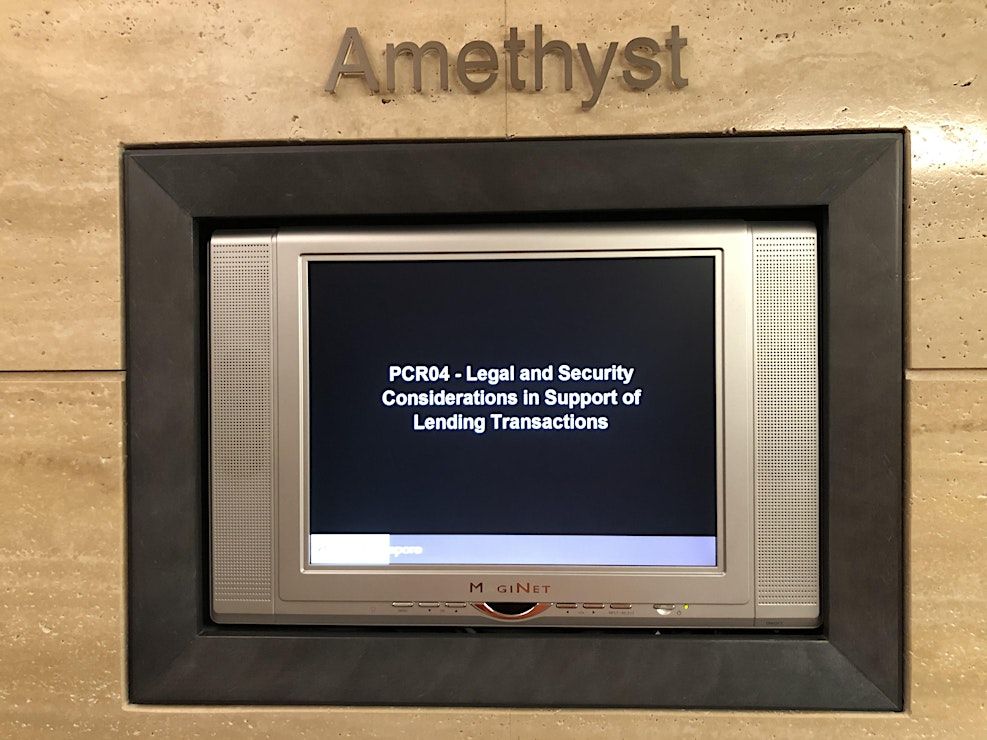 Amethyst
PCR04 - Legal and Security
Considerations in Support of
Lending Transactions
M GINET